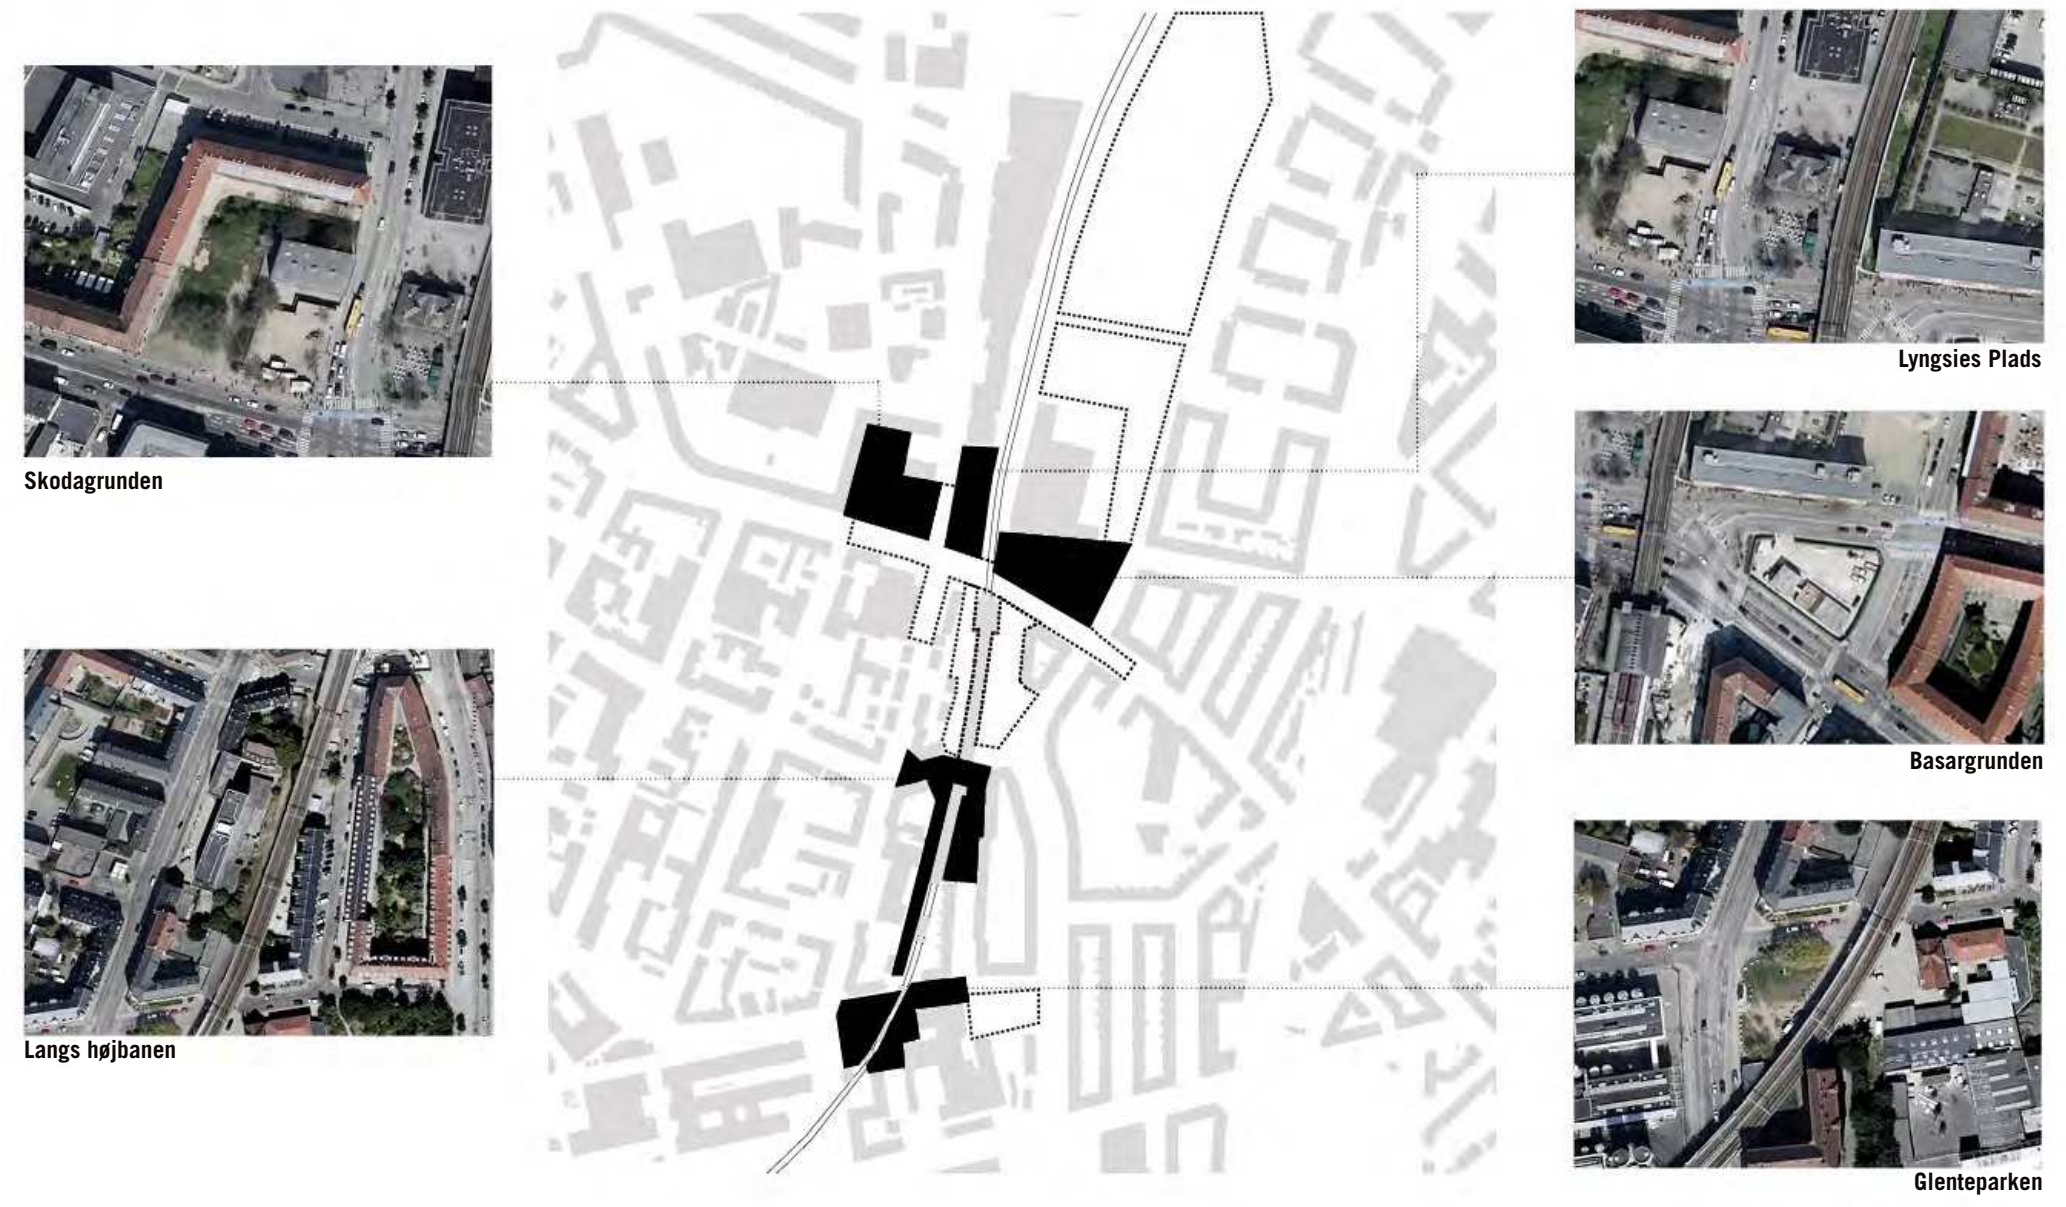 Skodagrunden
Langs højbanen
Lyngsies Plads
Basargrunden
Glenteparken